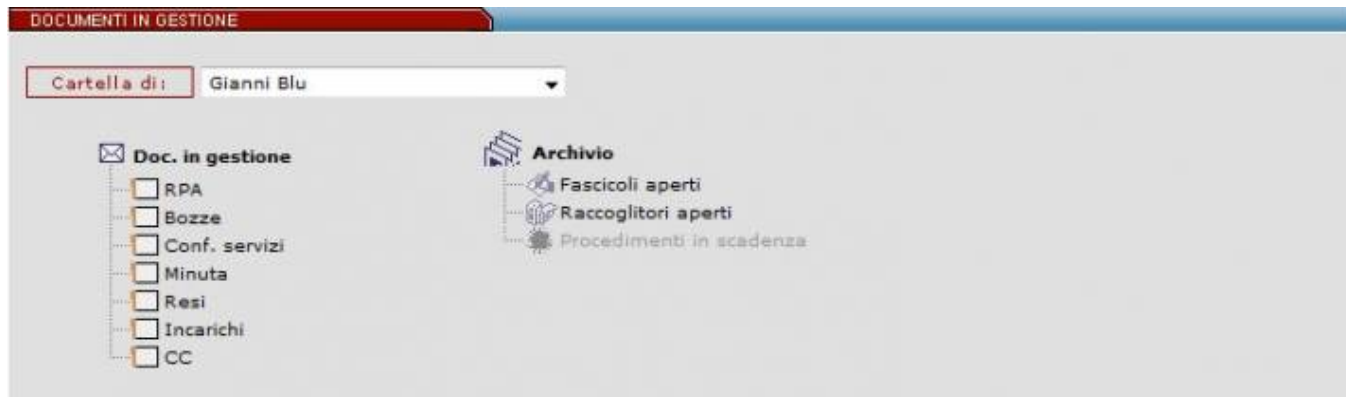 DOCUMENTI IN GESTIONE
Cartella di: Gianni Blu
Doc. in gestione
RPA
Bozze
Conf. servizi
Minuta
Resi
Incarichi
CC
Archivio
Fascicoli aperti
Raccoglitori aperti
Procedimenti in scadenza